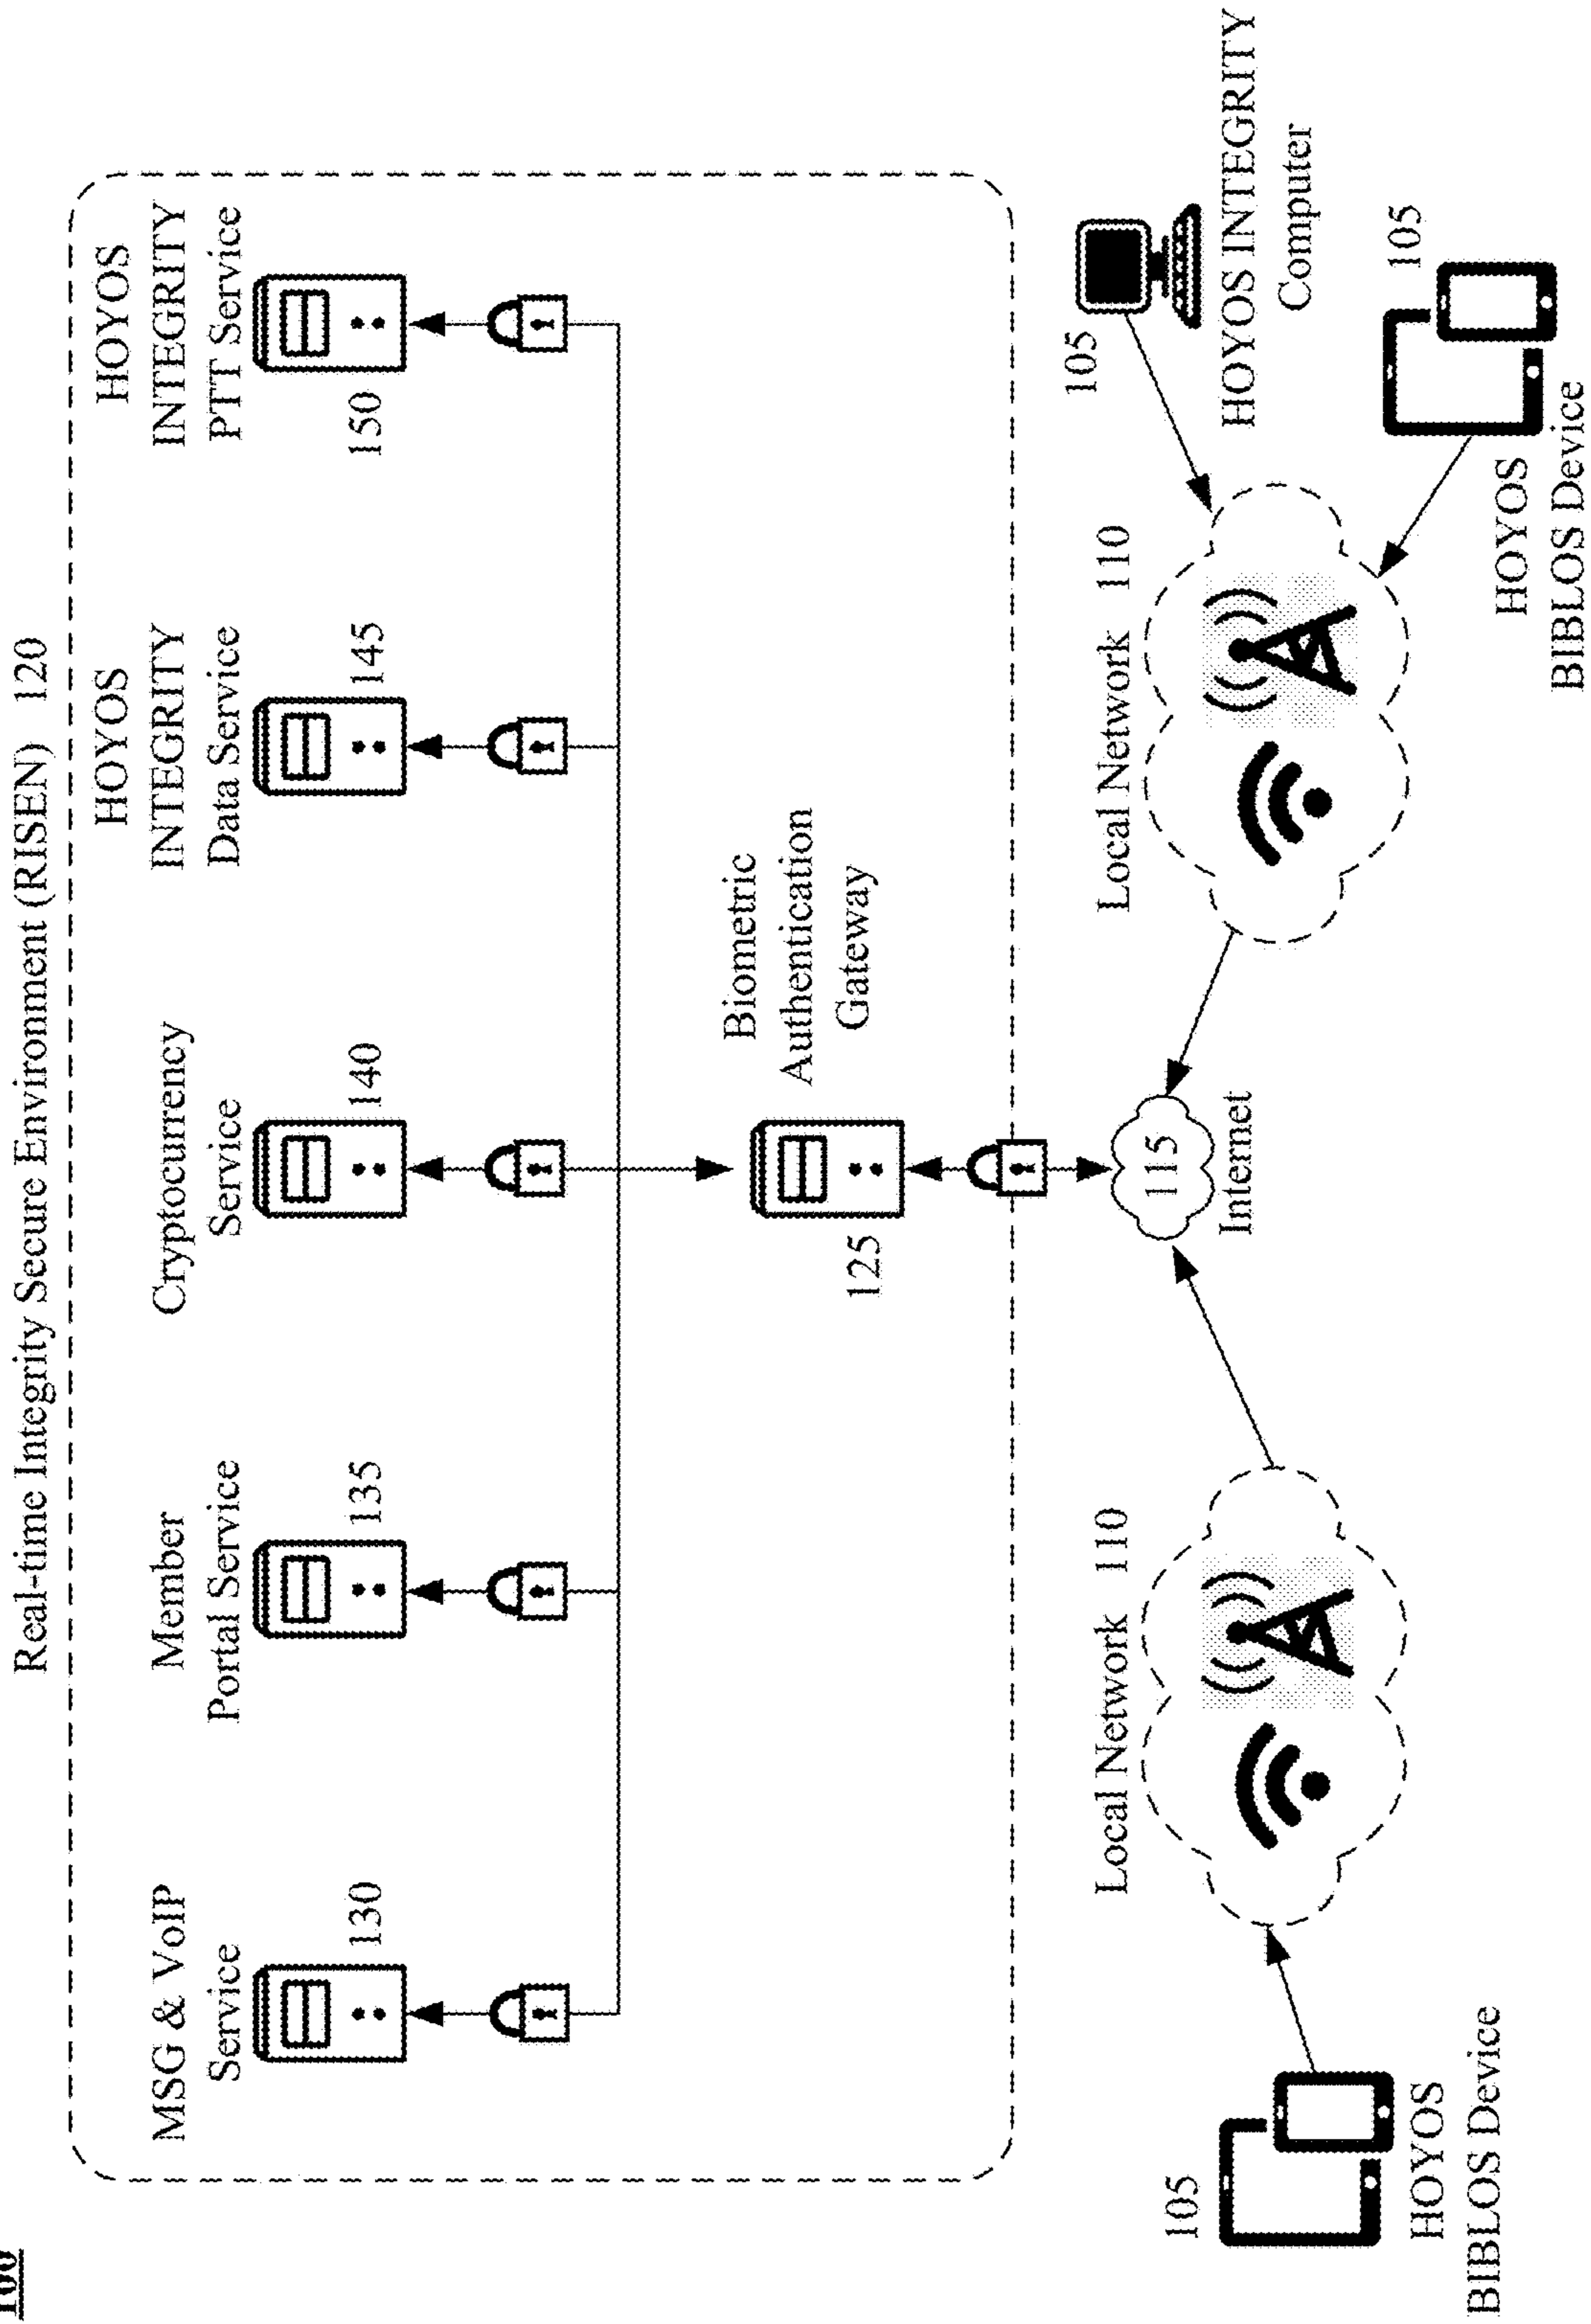 100
Real-time Integrity Secure Environment (RISEN) 120
MSG & VoIP
Service
130
Member
Portal Service
135
Cryptocurrency
Service
140
HOYOS
INTEGRITY
Data Service
145
HOYOS
INTEGRITY
PTT Service
150
Biometric
Authentication
Gateway
125
115
Internet
Local Network 110
Local Network 110
105
HOYOS
BIBLOS Device
105
HOYOS INTEGRITY
Computer
105
HOYOS
BIBLOS Device